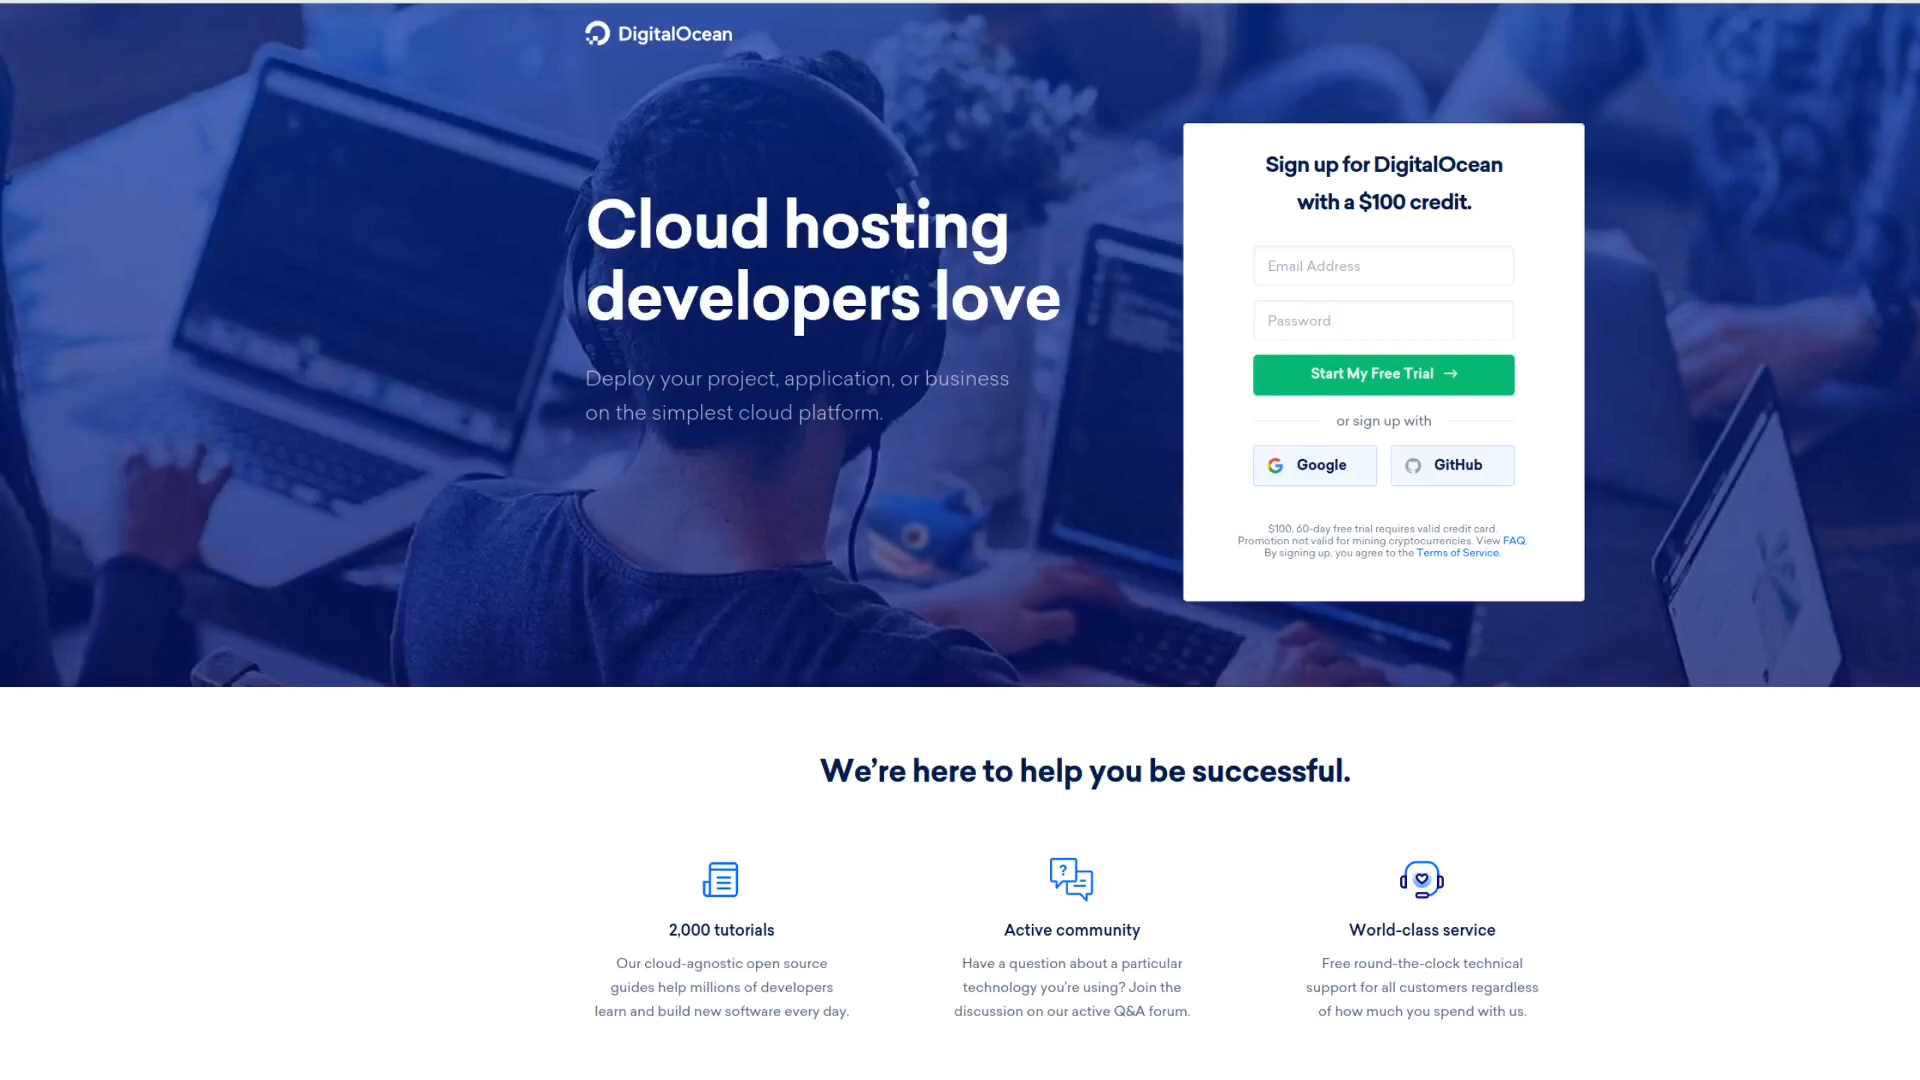 DigitalOcean
Cloud hosting
developers love
Deploy your project, application, or business
on the simplest cloud platform.
Sign up for DigitalOcean
with a $100 credit.
Email Address
Password
Start My Free Trial →
or sign up with
Google
GitHub
$100, 60-day free trial requires valid credit card.
Promotion not valid for mining cryptocurrencies. View FAQ.
By signing up, you agree to the Terms of Service.
We're here to help you be successful.
2,000 tutorials
Our cloud-agnostic open source
guides help millions of developers
learn and build new software every day.
Active community
Have a question about a particular
technology you're using? Join the
discussion on our active Q&A forum.
World-class service
Free round-the-clock technical
support for all customers regardless
of how much you spend with us.